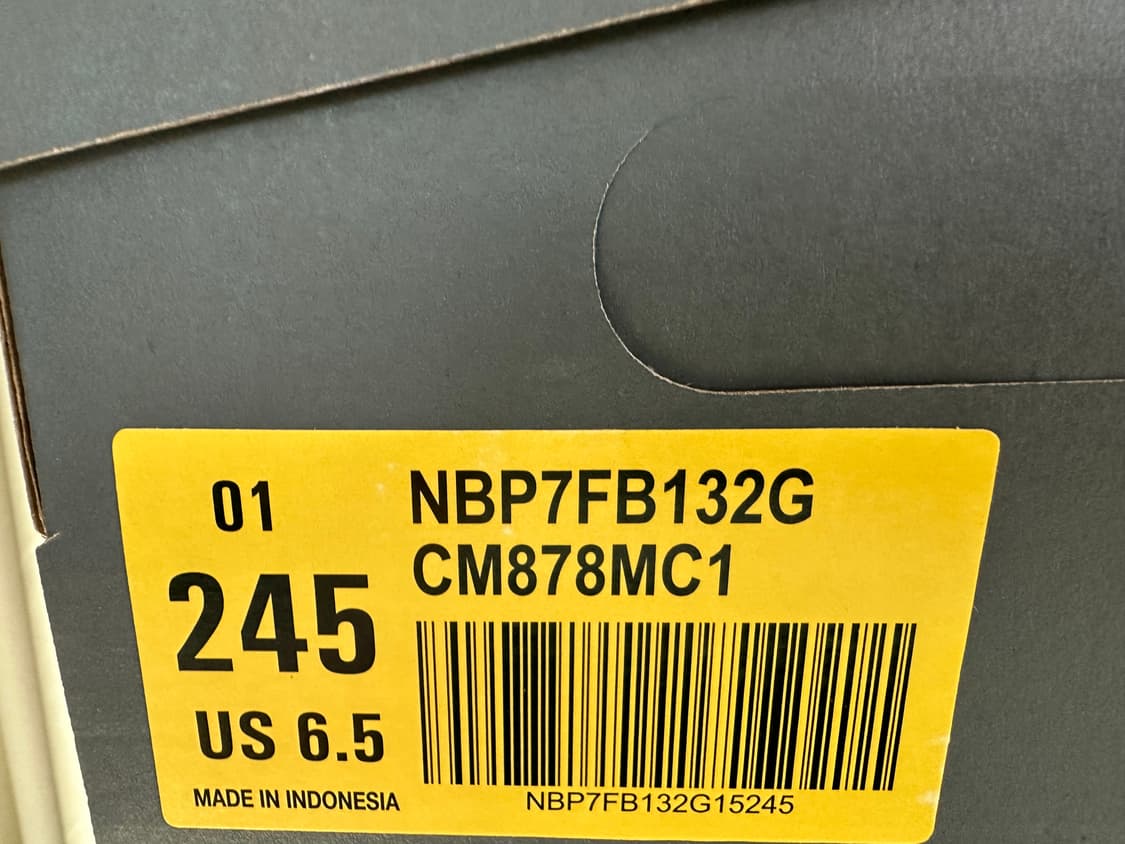 01
NBP7FB132G
CM878MC1
245
US 6.5
MADE IN INDONESIA
NBP7FB132G15245